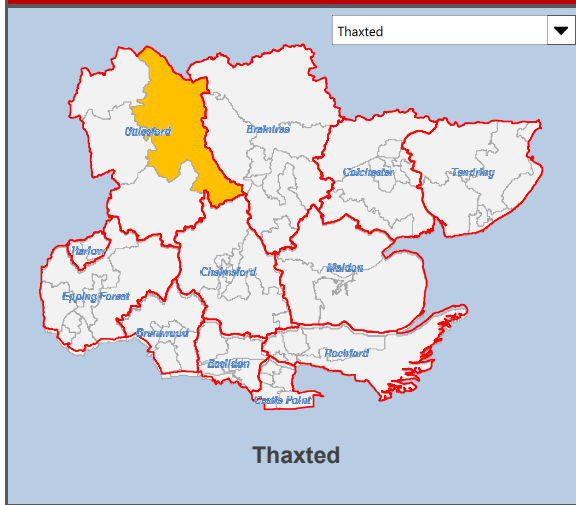 Thaxted
Uttlesford
Braintree
Colchester
Tendring
Harlow
Chelmsford
Maldon
Epping Forest
Brentwood
Rochford
Basildon
Castle Point
Thaxted